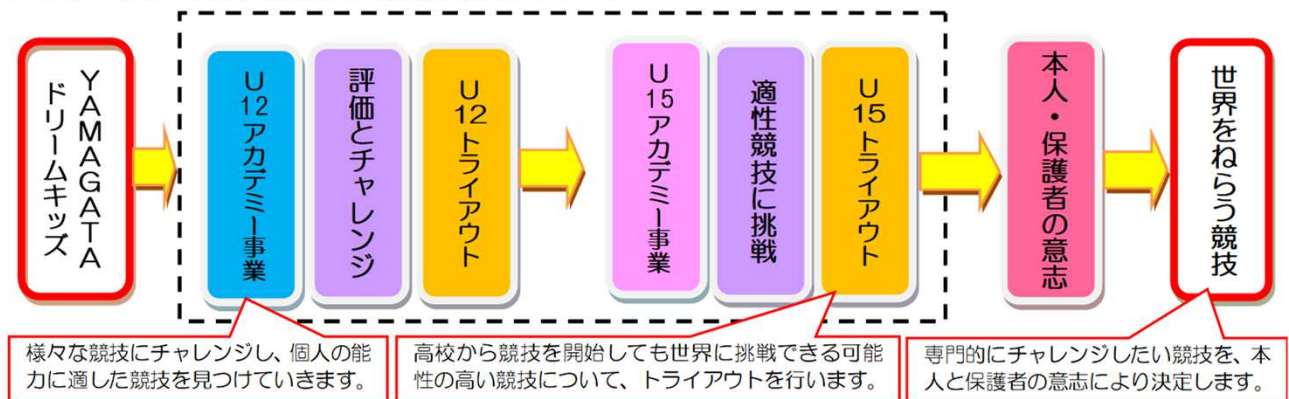 YAMAGATA
ドリームキッズ
U12アカデミー事業
評価とチャレンジ
U12トライアウト
U15アカデミー事業
適性競技に挑戦
U15トライアウト
本人・保護者の意志
世界をねらう競技
様々な競技にチャレンジし、個人の能
力に適した競技を見つけていきます。
高校から競技を開始しても世界に挑戦できる可能
性の高い競技について、トライアウトを行います。
専門的にチャレンジしたい競技を、本
人と保護者の意志により決定します。